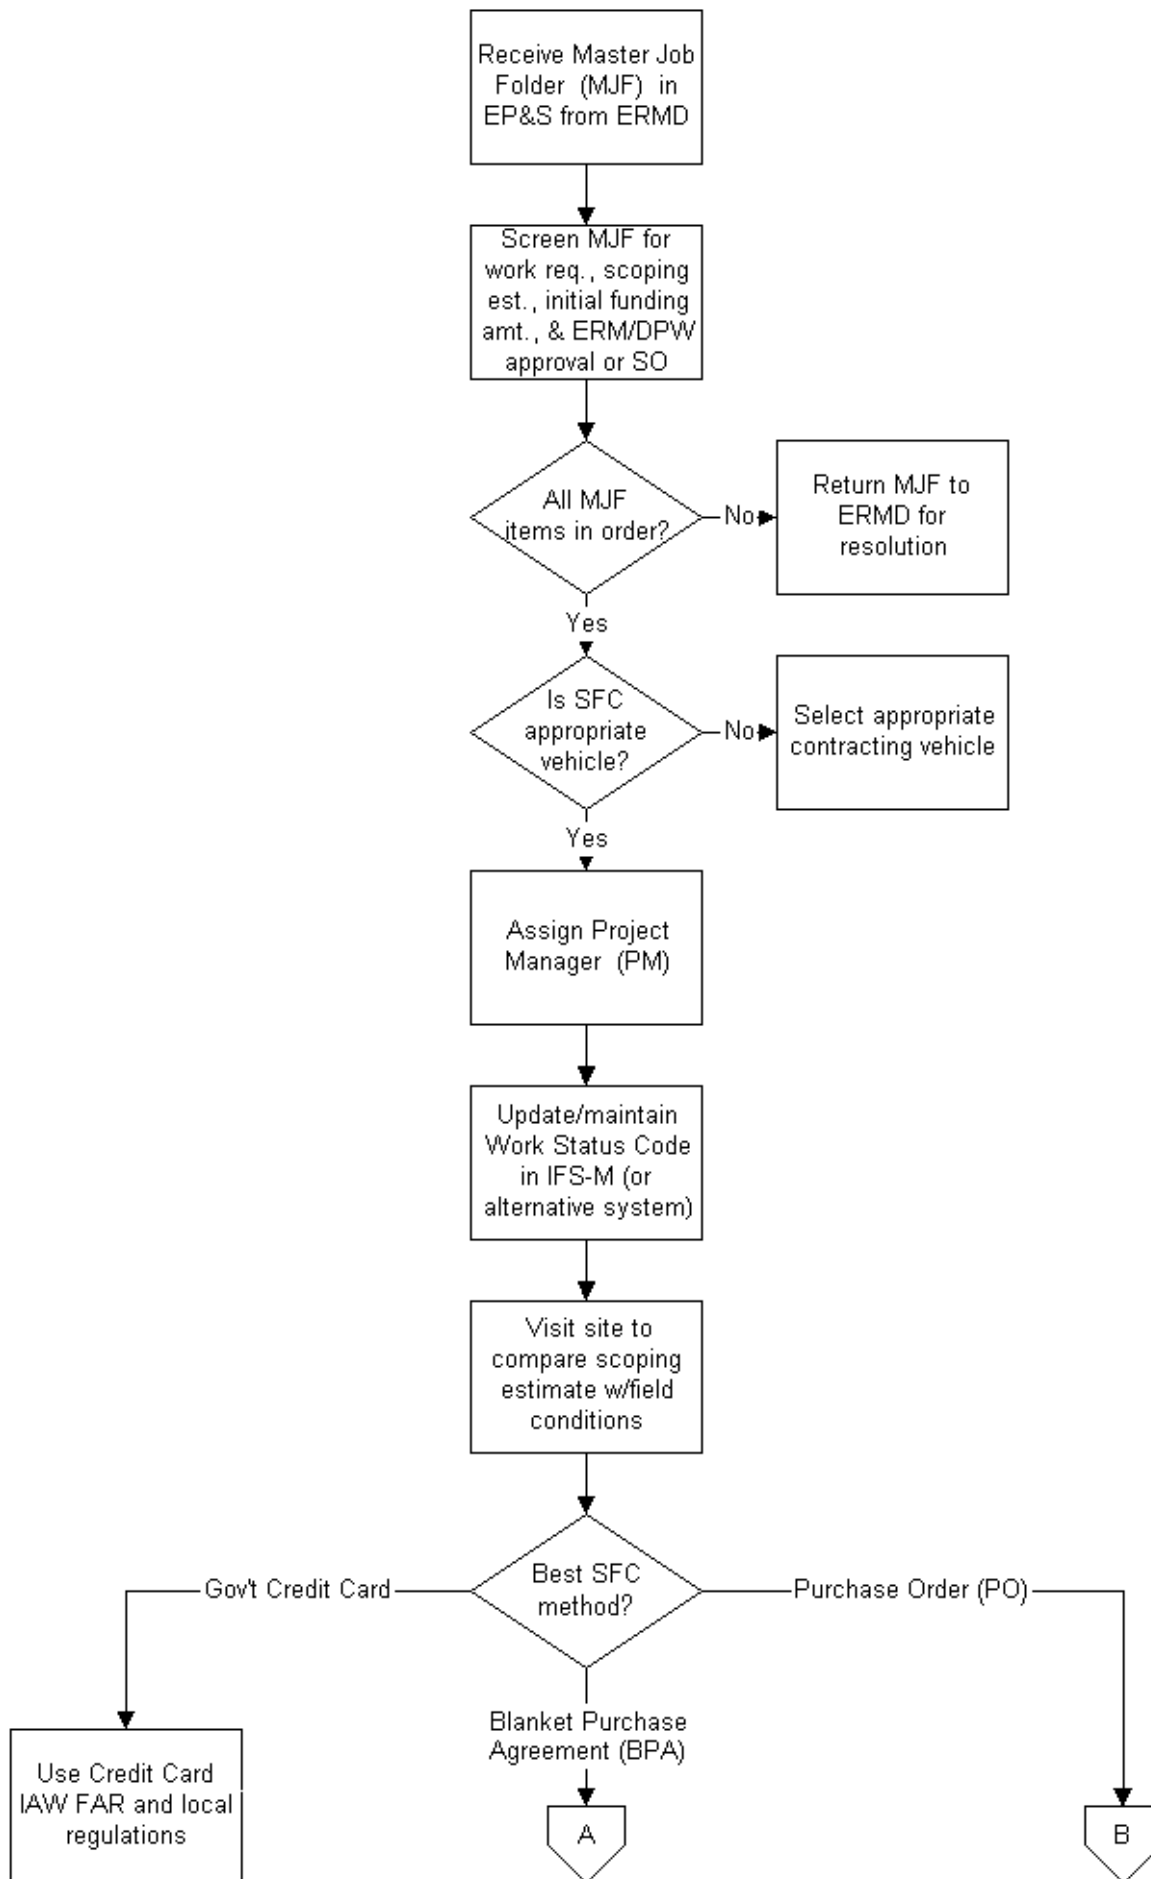 Receive Master Job
Folder (MJF) in
EP&S from ERMD
Screen MJF for
work req., scoping
est., initial funding
amt., & ERM/DPW
approval or SO
All MJF
items in order?
No
Return MJF to
ERMD for
resolution
Yes
Is SFC
appropriate
vehicle?
No
Select appropriate
contracting vehicle
Yes
Assign Project
Manager (PM)
Update/maintain
Work Status Code
in IFS-M (or
alternative system)
Visit site to
compare scoping
estimate w/field
conditions
Best SFC
method?
Gov't Credit Card
Purchase Order (PO)
Blanket Purchase
Agreement (BPA)
Use Credit Card
IAW FAR and local
regulations
A
B